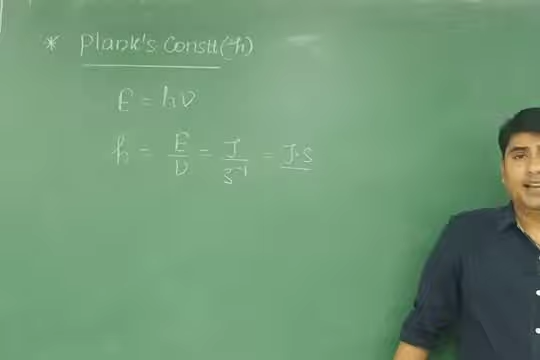 * Plank's Constt(h)
E = hν
h = E/ν = J/S⁻¹ = J.S